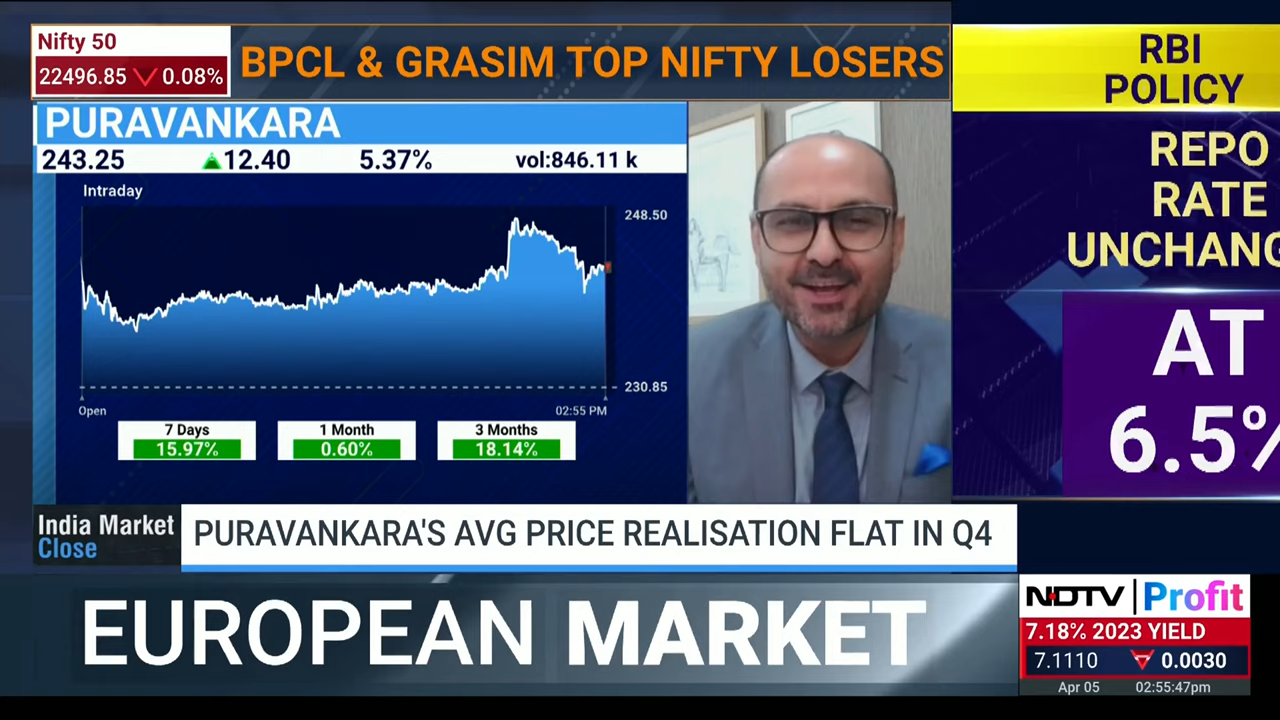 Nifty 50
22496.85 0.08%
BPCL & GRASIM TOP NIFTY LOSERS
PURAVANKARA
243.25 12.40 5.37% vol:846.11 k
Intraday
248.50
230.85
Open 02:55 PM
7 Days
15.97%
1 Month
0.60%
3 Months
18.14%
RBI
POLICY
REPO
RATE
UNCHANG
AT
6.5%
India Market
Close
PURAVANKARA'S AVG PRICE REALISATION FLAT IN Q4
EUROPEAN MARKET
NDTV Profit
7.18% 2023 YIELD
7.1110 0.0030
Apr 05 02:55:47pm